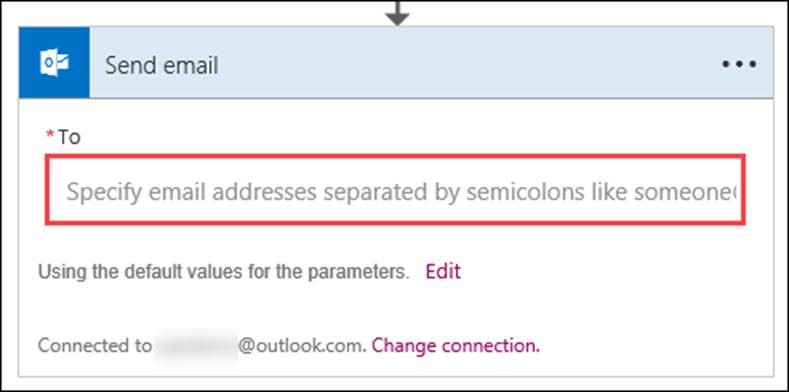 Send email
*To
Specify email addresses separated by semicolons like someone
Using the default values for the parameters. Edit
Connected to @outlook.com. Change connection.